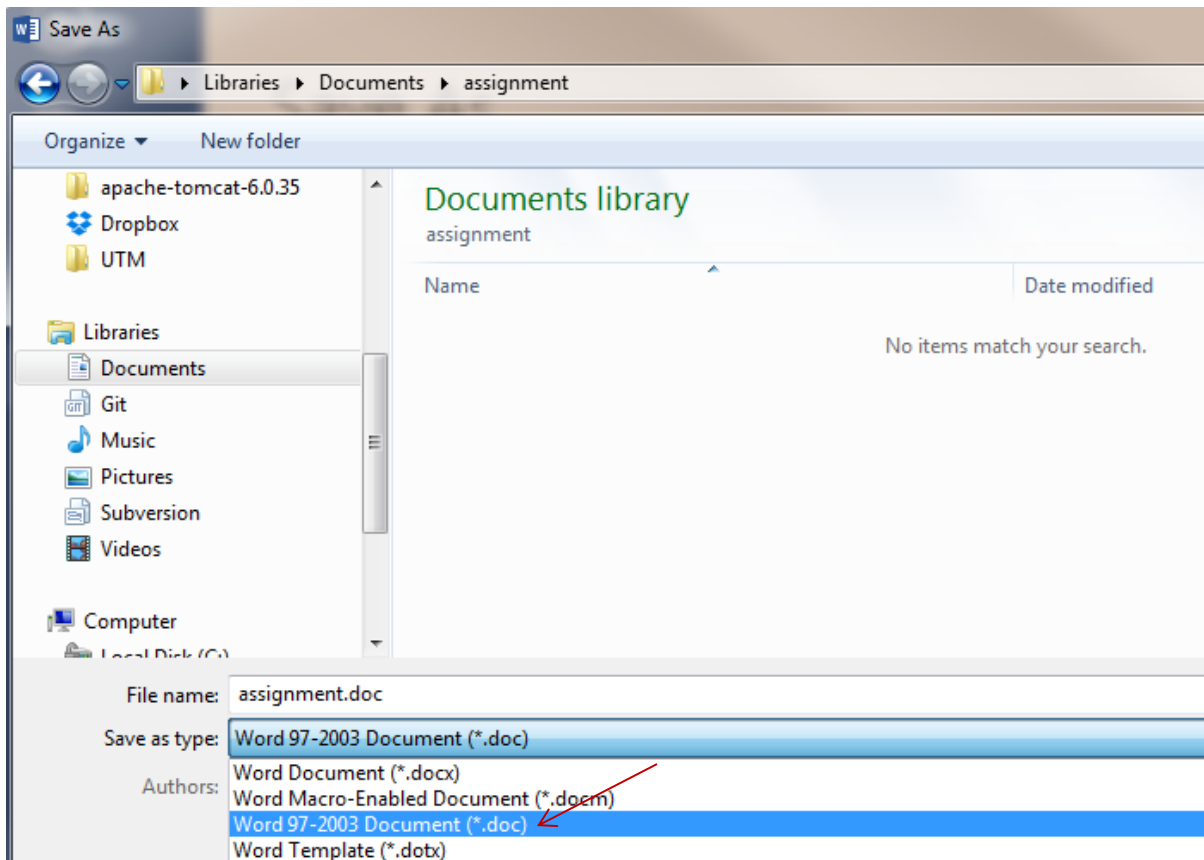 Save As
Libraries Documents assignment
Organize New folder
apache-tomcat-6.0.35
Dropbox
UTM
Libraries
Documents
Git
Music
Pictures
Subversion
Videos
Computer
Local Disk (C:)
Documents library
assignment
Name Date modified
No items match your search.
File name: assignment.doc
Save as type: Word 97-2003 Document (*.doc)
Authors:
Word Document (*.docx)
Word Macro-Enabled Document (*.docm)
Word 97-2003 Document (*.doc)
Word Template (*.dotx)